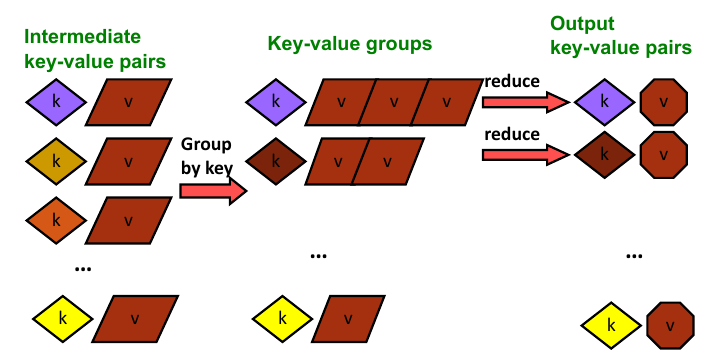 Intermediate
key-value pairs
Key-value groups
Output
key-value pairs
k v
k v v v
reduce
k v
k v
Group
by key
k v v
reduce
k v
k v
...
...
...
k v
k v
k v